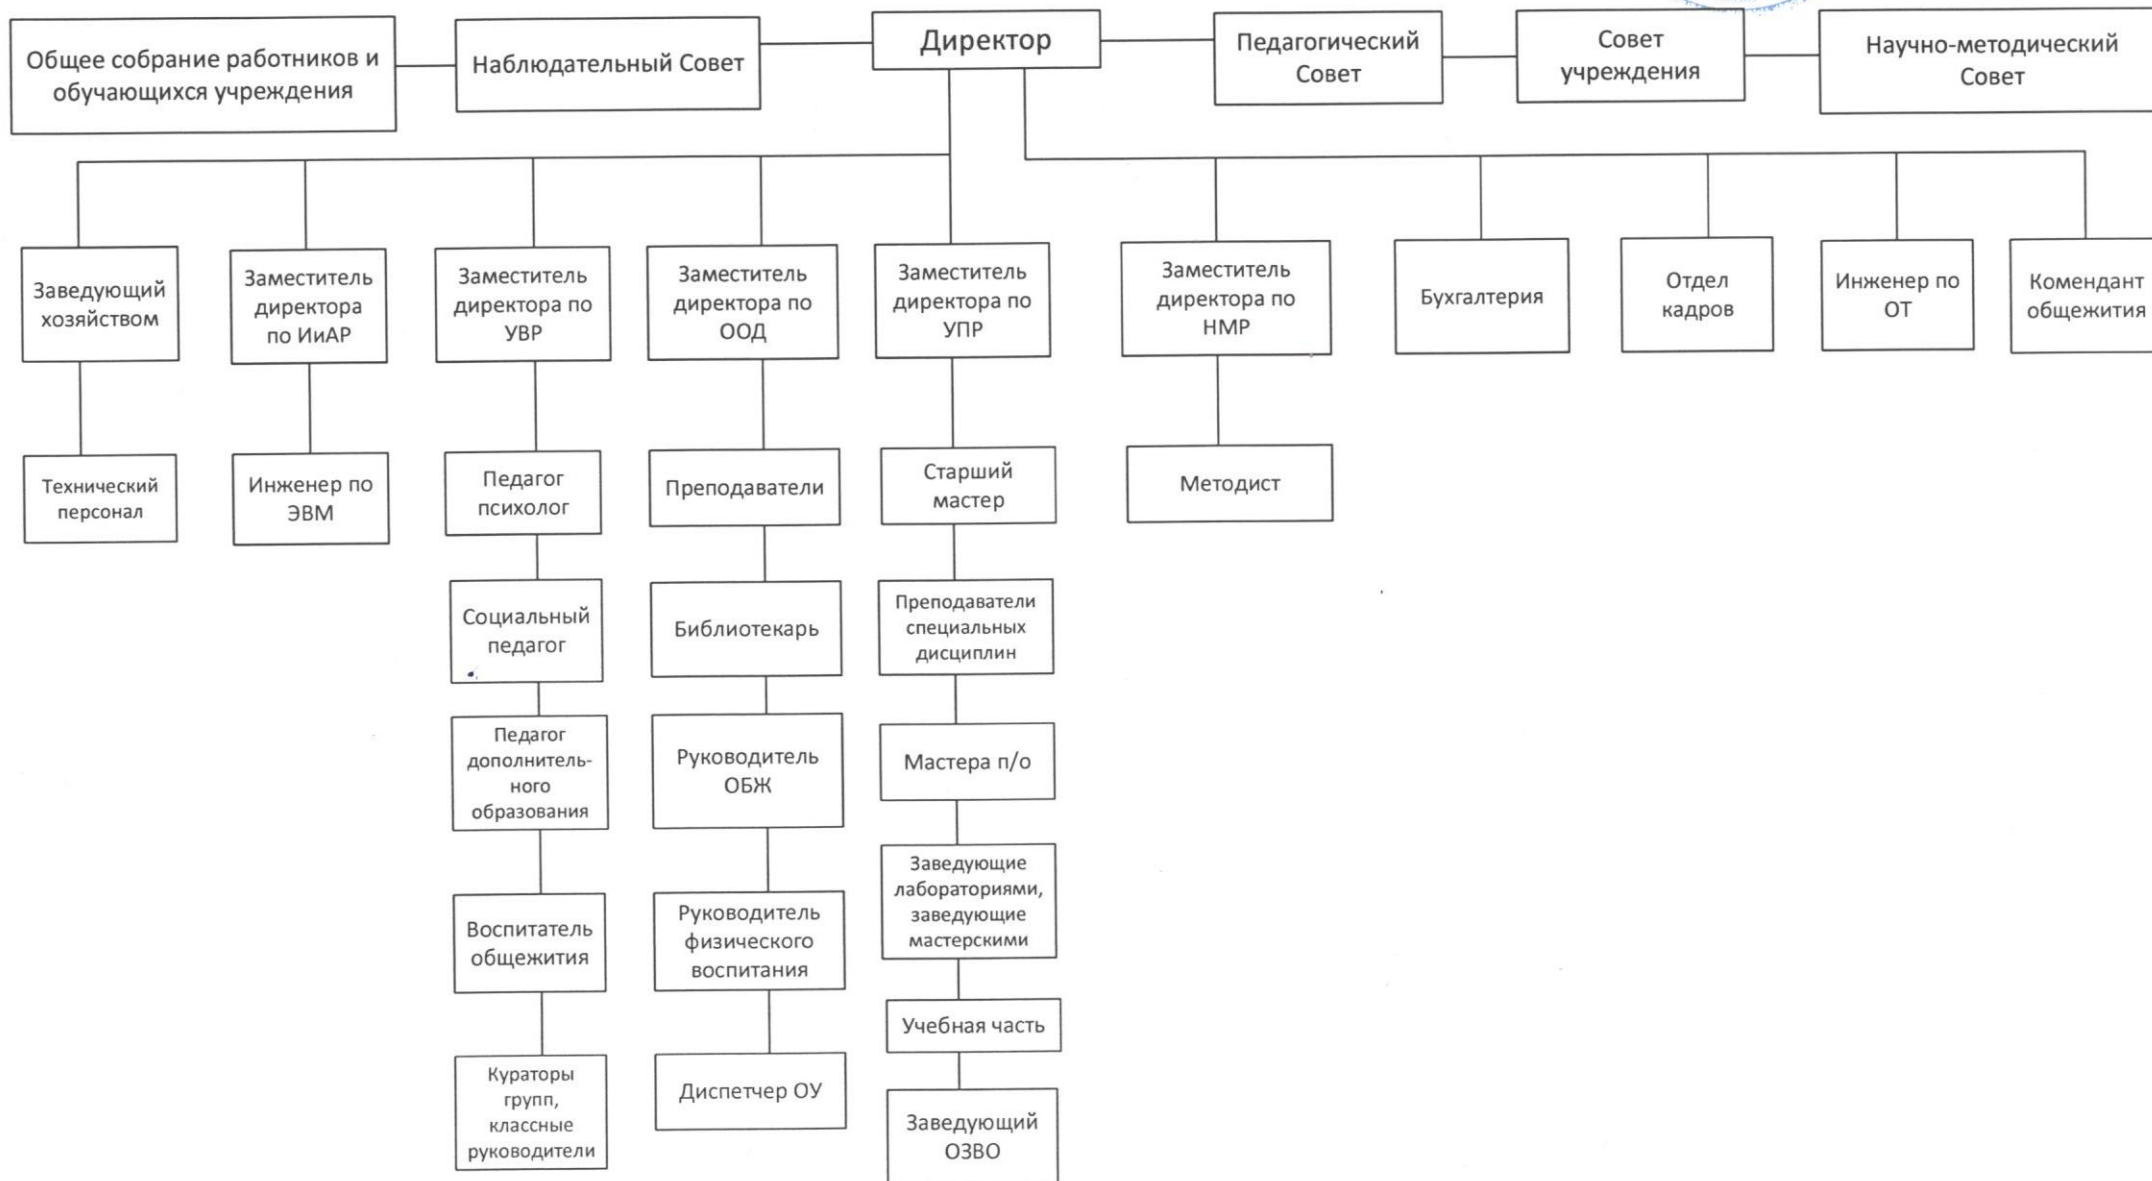 Общее собрание работников и
обучающихся учреждения
Наблюдательный Совет
Директор
Педагогический
Совет
Совет
учреждения
Научно-методический
Совет
Заведующий
хозяйством
Заместитель
директора
по ИиАР
Заместитель
директора по
УВР
Заместитель
директора по
ООД
Заместитель
директора по
УПР
Заместитель
директора по
НМР
Бухгалтерия
Отдел
кадров
Инженер по
ОТ
Комендант
общежития
Технический
персонал
Инженер по
ЭВМ
Педагог
психолог
Преподаватели
Старший
мастер
Методист
Социальный
педагог
Библиотекарь
Преподаватели
специальных
дисциплин
Педагог
дополнитель-
ного
образования
Руководитель
ОБЖ
Мастера п/о
Воспитатель
общежития
Руководитель
физического
воспитания
Заведующие
лабораториями,
заведующие
мастерскими
Учебная часть
Кураторы
групп,
классные
руководители
Диспетчер ОУ
Заведующий
ОЗВО